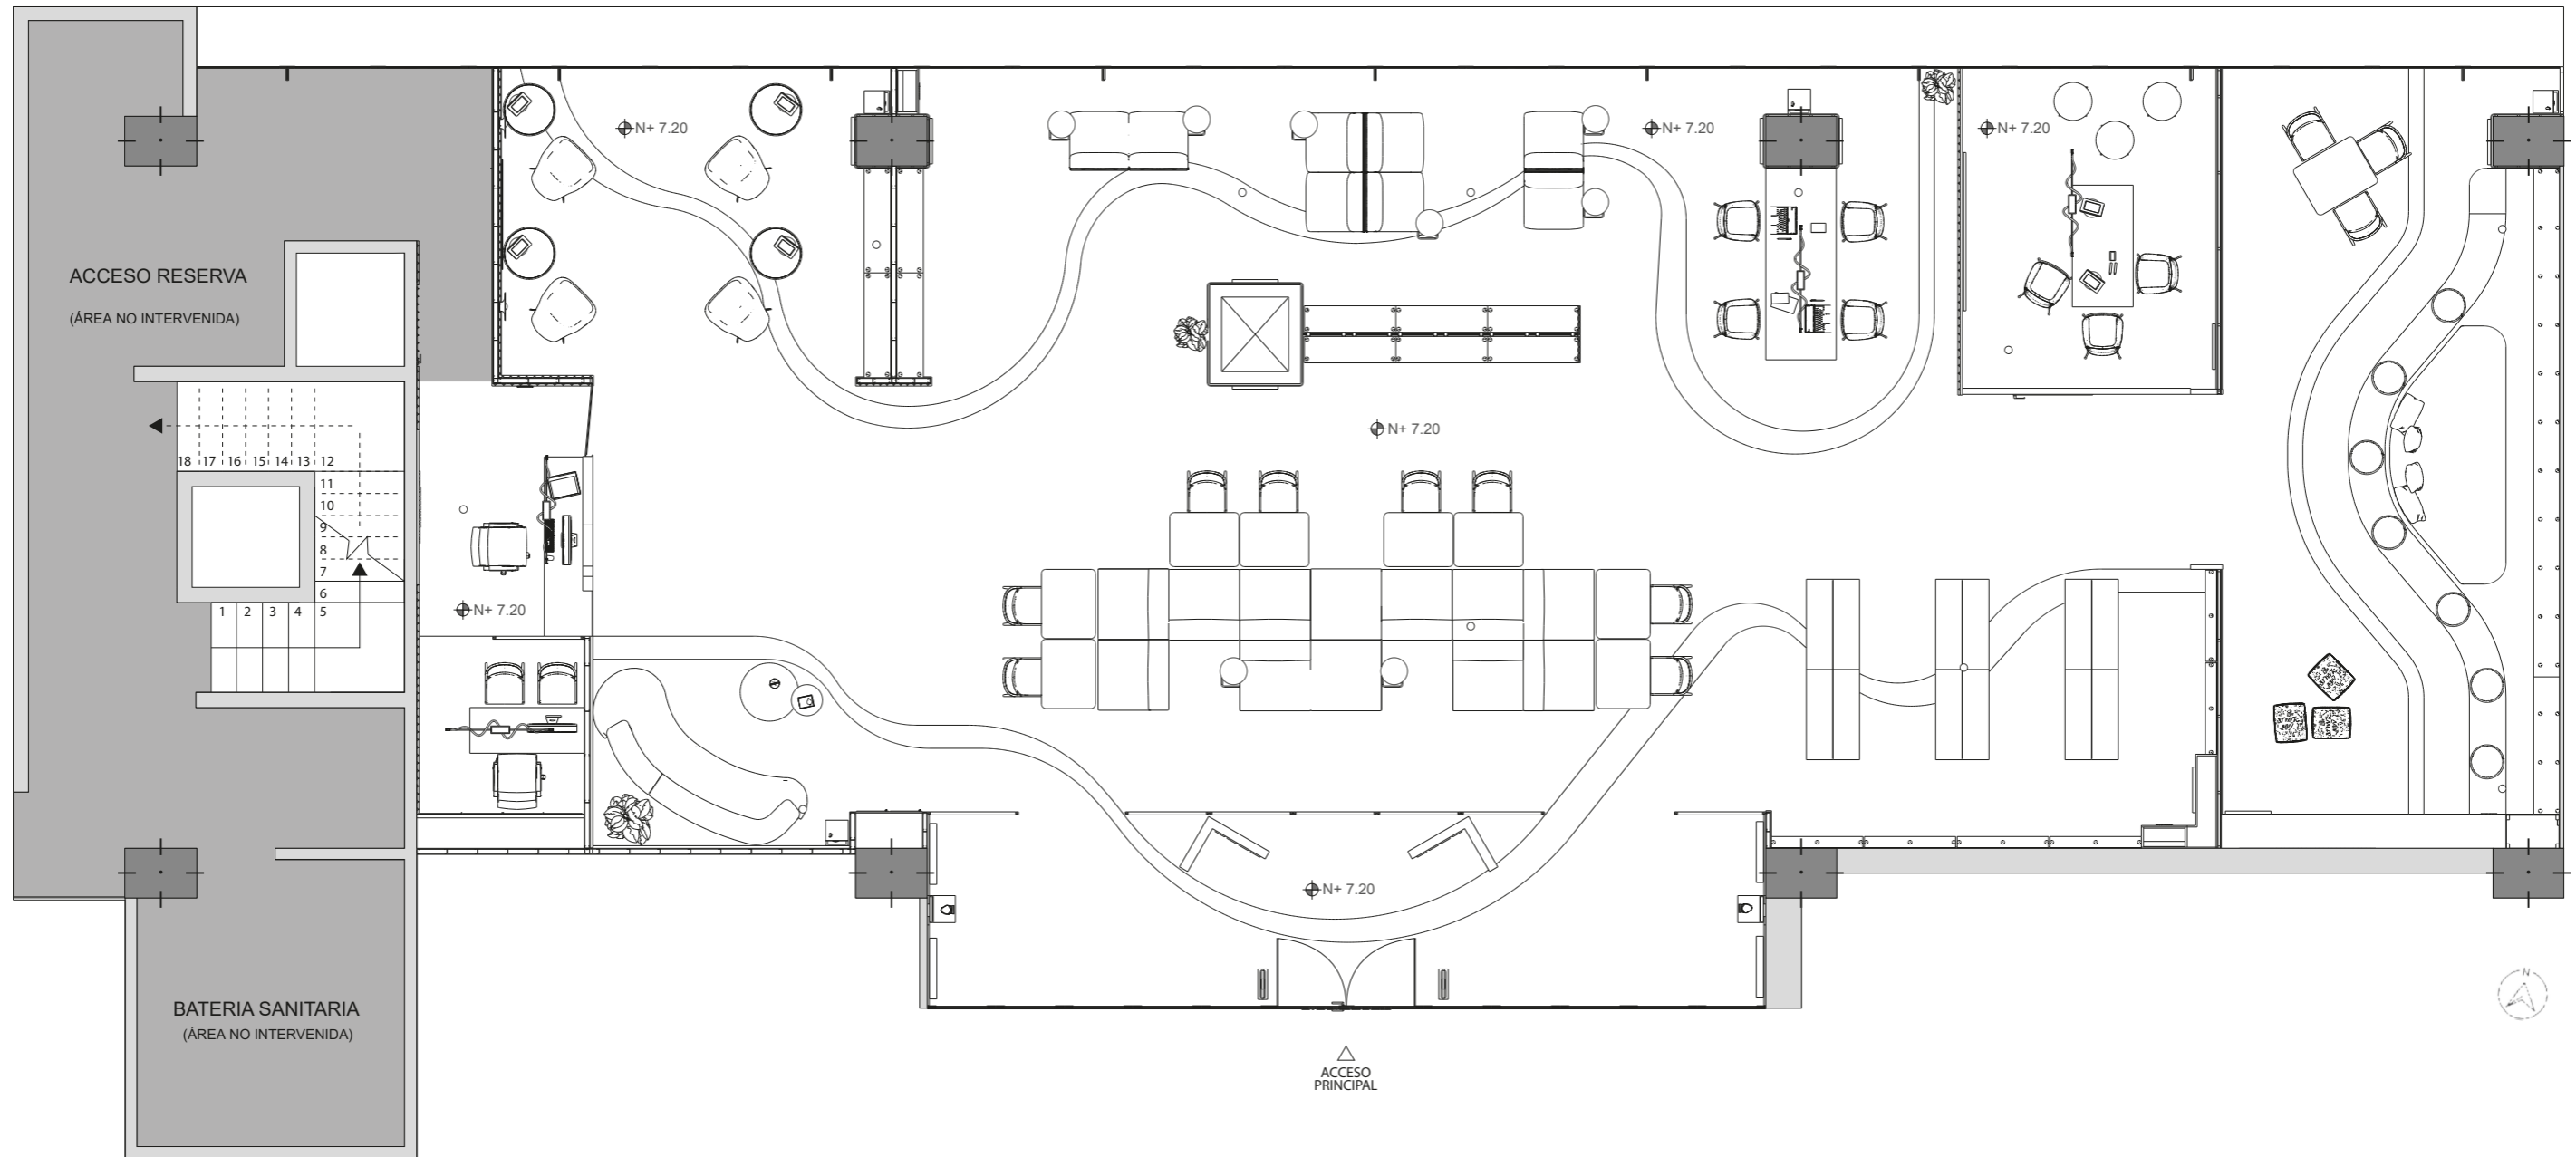 N+ 7.20
N+ 7.20
N+ 7.20
ACCESO RESERVA
(ÁREA NO INTERVENIDA)
N+ 7.20
18 17 16 15 14 13 12
11
10
9
8
7
6
1 2 3 4 5
N+ 7.20
N+ 7.20
N
BATERIA SANITARIA
(ÁREA NO INTERVENIDA)
ACCESO
PRINCIPAL